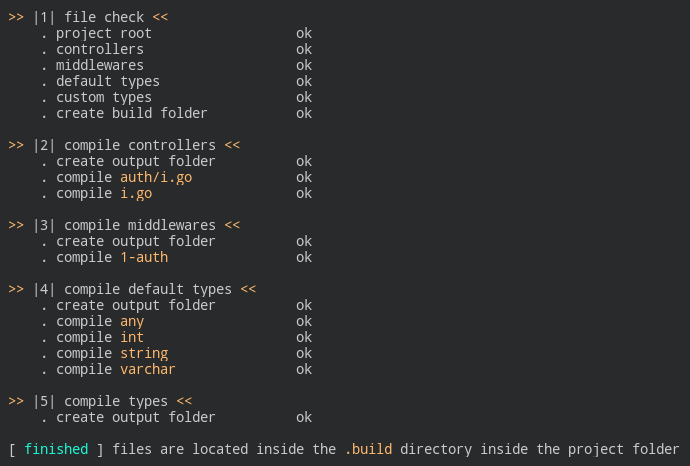 >> |1| file check <<
    . project root                  ok
    . controllers                   ok
    . middlewares                   ok
    . default types                 ok
    . custom types                  ok
    . create build folder           ok

>> |2| compile controllers <<
    . create output folder          ok
    . compile auth/i.go             ok
    . compile i.go                  ok

>> |3| compile middlewares <<
    . create output folder          ok
    . compile 1-auth                ok

>> |4| compile default types <<
    . create output folder          ok
    . compile any                   ok
    . compile int                   ok
    . compile string                ok
    . compile varchar               ok

>> |5| compile types <<
    . create output folder          ok

[ finished ] files are located inside the .build directory inside the project folder